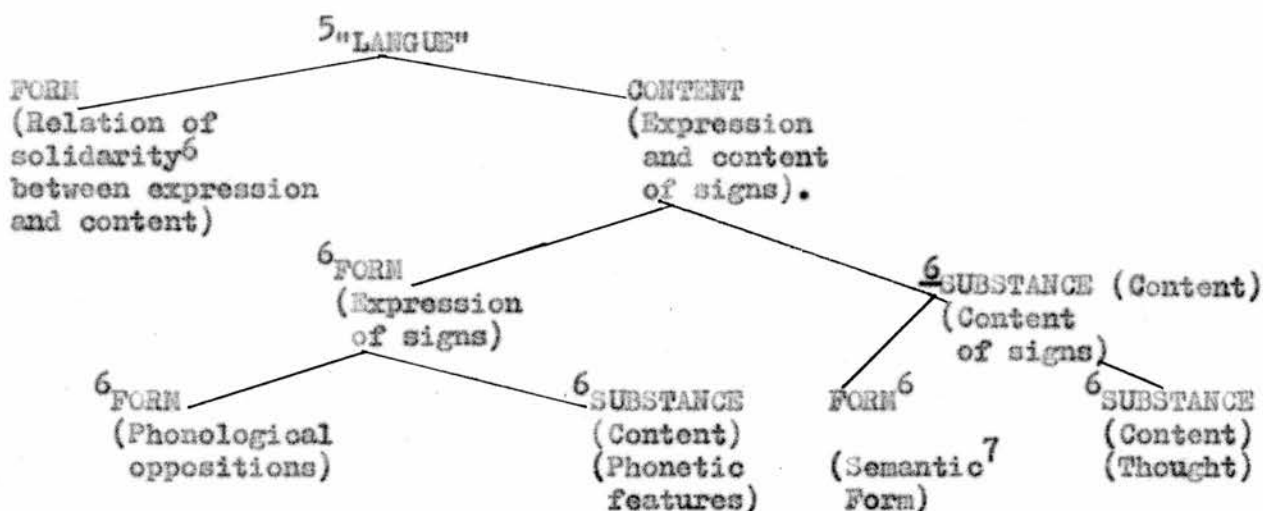 5"LANGUE"
FORM CONTENT
(Relation of (Expression
solidarity6 and content
between expression of signs).
and content)
6FORM 6SUBSTANCE (Content)
(Expression (Content
of signs) of signs)
6FORM 6SUBSTANCE FORM6 6SUBSTANCE
(Phonological (Content) (Content)
oppositions) (Phonetic (Semantic7 (Thought)
features) Form)